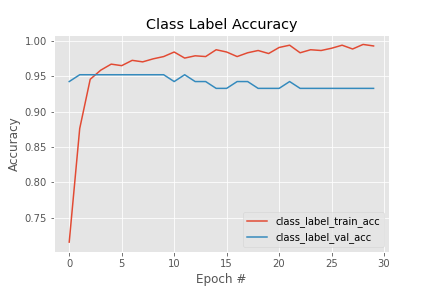 Class Label Accuracy
1.00
0.95
0.90
0.85
0.80
0.75
Accuracy
class_label_train_acc
class_label_val_acc
0 5 10 15 20 25 30
Epoch #